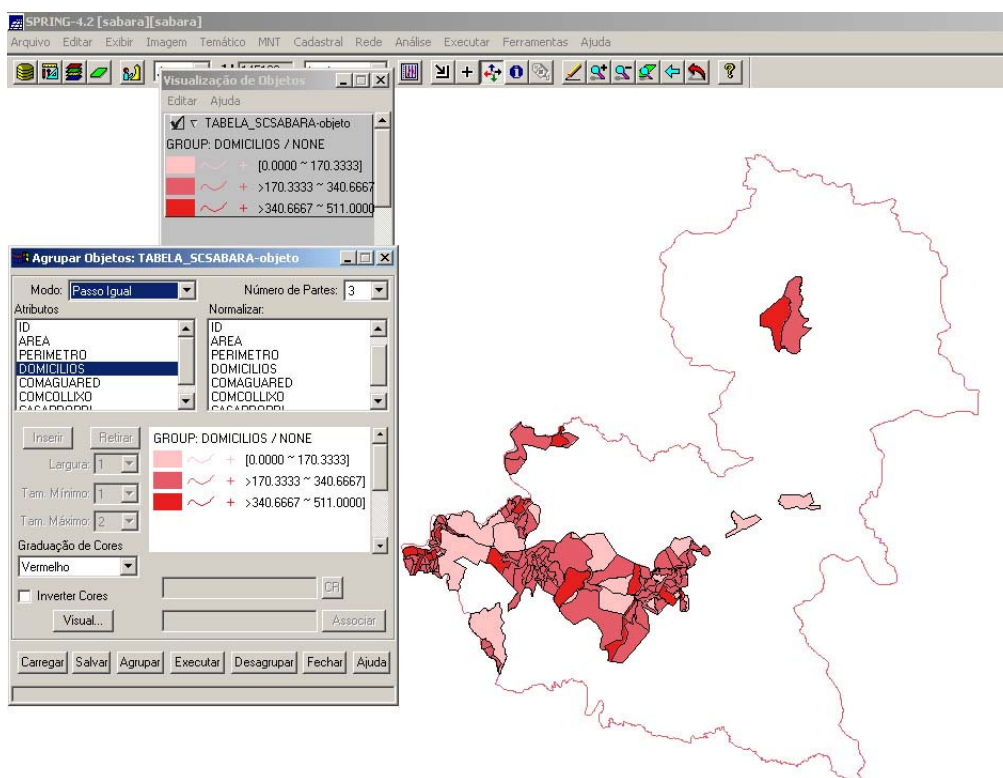 SPRING-4.2 [sabara][sabara]
Arquivo Editar Exibir Imagem Temático MNT Cadastral Rede Análise Executar Ferramentas Ajuda
Visualização de Objetos
Editar Ajuda
TABELA_SCSABARA-objeto
GROUP: DOMICILIOS / NONE
[0.0000 ~ 170.3333]
>170.3333 ~ 340.6667
>340.6667 ~ 511.0000
Agrupar Objetos: TABELA_SCSABARA-objeto
Modo: Passo Igual Número de Partes: 3
Atributos Normalizar:
ID ID
AREA AREA
PERIMETRO PERIMETRO
DOMICILIOS DOMICILIOS
COMAGUARED COMAGUARED
COMCOLLIXO COMCOLLIXO
Inserir Retirar
GROUP: DOMICILIOS / NONE
Largura: 1
[0.0000 ~ 170.3333]
Tam. Mínimo: 1
>170.3333 ~ 340.6667]
Tam. Máximo: 2
>340.6667 ~ 511.0000]
Graduação de Cores
Vermelho
Inverter Cores
CR
Visual...
Associar
Carregar Salvar Agrupar Executar Desagrupar Fechar Ajuda